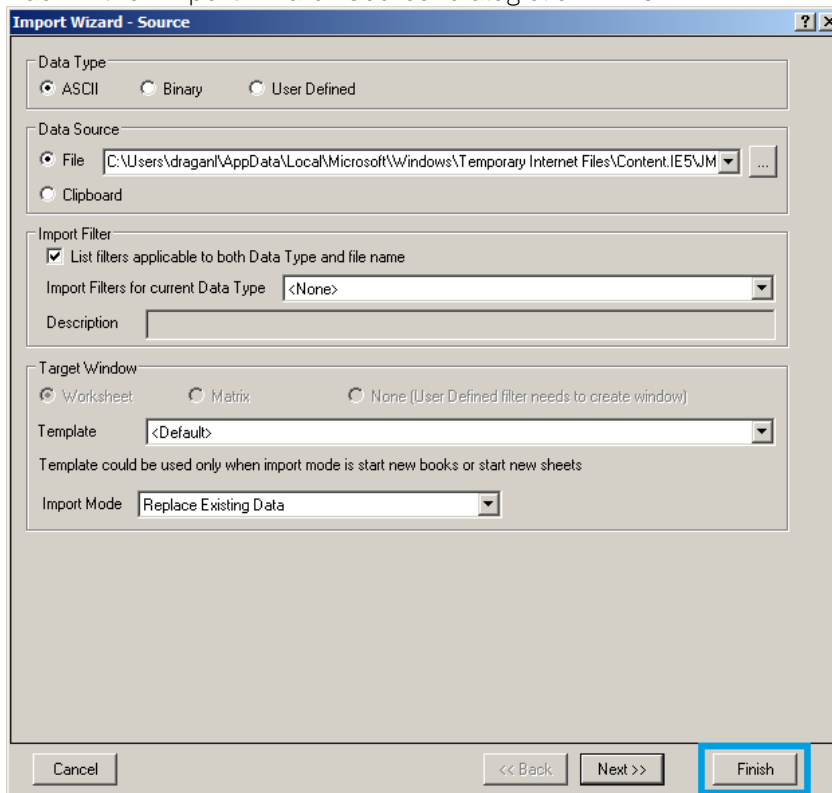 Import Wizard - Source
Data Type
ASCII Binary User Defined
Data Source
File C:\Users\draganl\AppData\Local\Microsoft\Windows\Temporary Internet Files\Content.IE5\JM ...
Clipboard
Import Filter
List filters applicable to both Data Type and file name
Import Filters for current Data Type <None>
Description
Target Window
Worksheet Matrix None (User Defined filter needs to create window)
Template <Default>
Template could be used only when import mode is start new books or start new sheets
Import Mode Replace Existing Data
Cancel << Back Next >> Finish